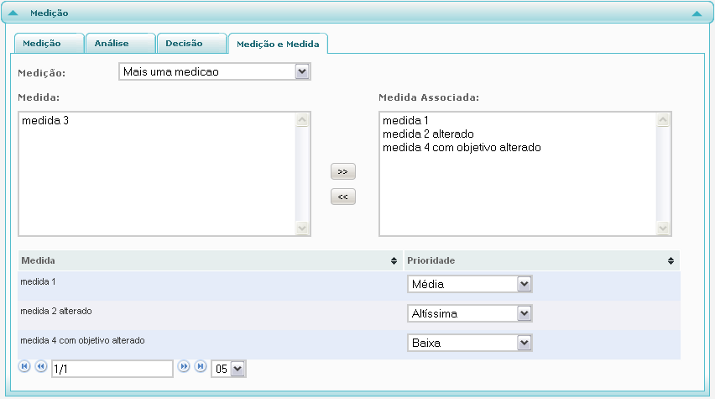 Medição
Medição Análise Decisão Medição e Medida
Medição: Mais uma medicao
Medida: Medida Associada:
medida 3 medida 1
medida 2 alterado
medida 4 com objetivo alterado
>>
<<
Medida Prioridade
medida 1 Média
medida 2 alterado Altíssima
medida 4 com objetivo alterado Baixa
1/1 05